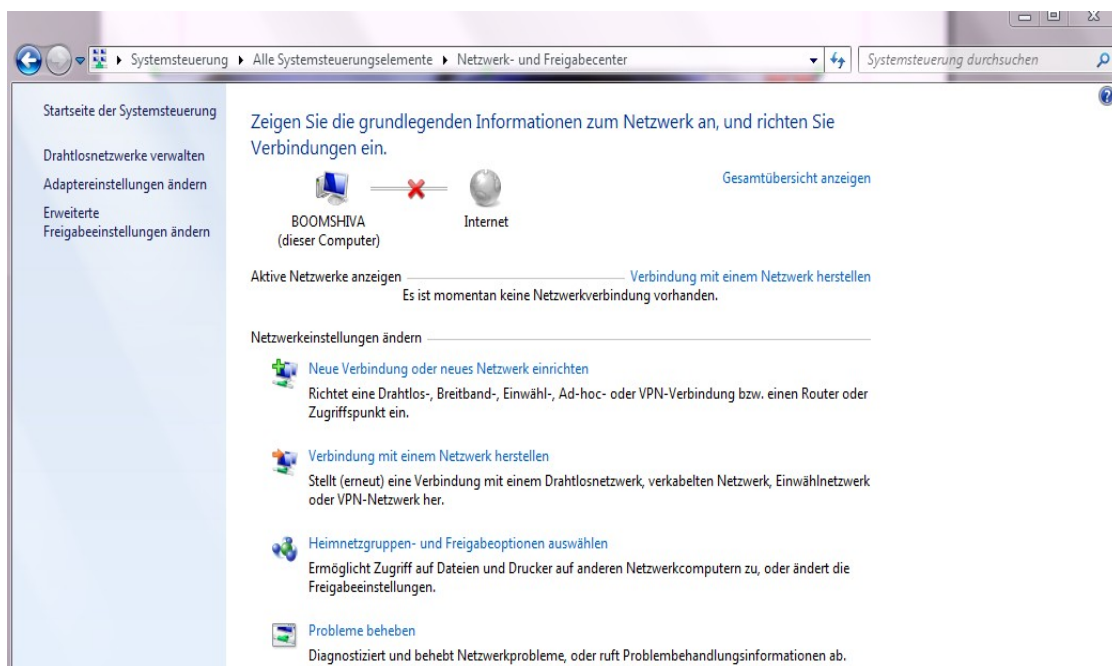 Systemsteuerung Alle Systemsteuerungselemente Netzwerk- und Freigabecenter
Systemsteuerung durchsuchen
Startseite der Systemsteuerung
Drahtlosnetzwerke verwalten
Adaptereinstellungen ändern
Erweiterte
Freigabeeinstellungen ändern
Zeigen Sie die grundlegenden Informationen zum Netzwerk an, und richten Sie
Verbindungen ein.
Gesamtübersicht anzeigen
BOOMSHIVA
(dieser Computer)
Internet
Aktive Netzwerke anzeigen
Verbindung mit einem Netzwerk herstellen
Es ist momentan keine Netzwerkverbindung vorhanden.
Netzwerkeinstellungen ändern
Neue Verbindung oder neues Netzwerk einrichten
Richtet eine Drahtlos-, Breitband-, Einwähl-, Ad-hoc- oder VPN-Verbindung bzw. einen Router oder
Zugriffspunkt ein.
Verbindung mit einem Netzwerk herstellen
Stellt (erneut) eine Verbindung mit einem Drahtlosnetzwerk, verkabelten Netzwerk, Einwählnetzwerk
oder VPN-Netzwerk her.
Heimnetzgruppen- und Freigabeoptionen auswählen
Ermöglicht Zugriff auf Dateien und Drucker auf anderen Netzwerkcomputern zu, oder ändert die
Freigabeeinstellungen.
Probleme beheben
Diagnostiziert und behebt Netzwerkprobleme, oder ruft Problembehandlungsinformationen ab.